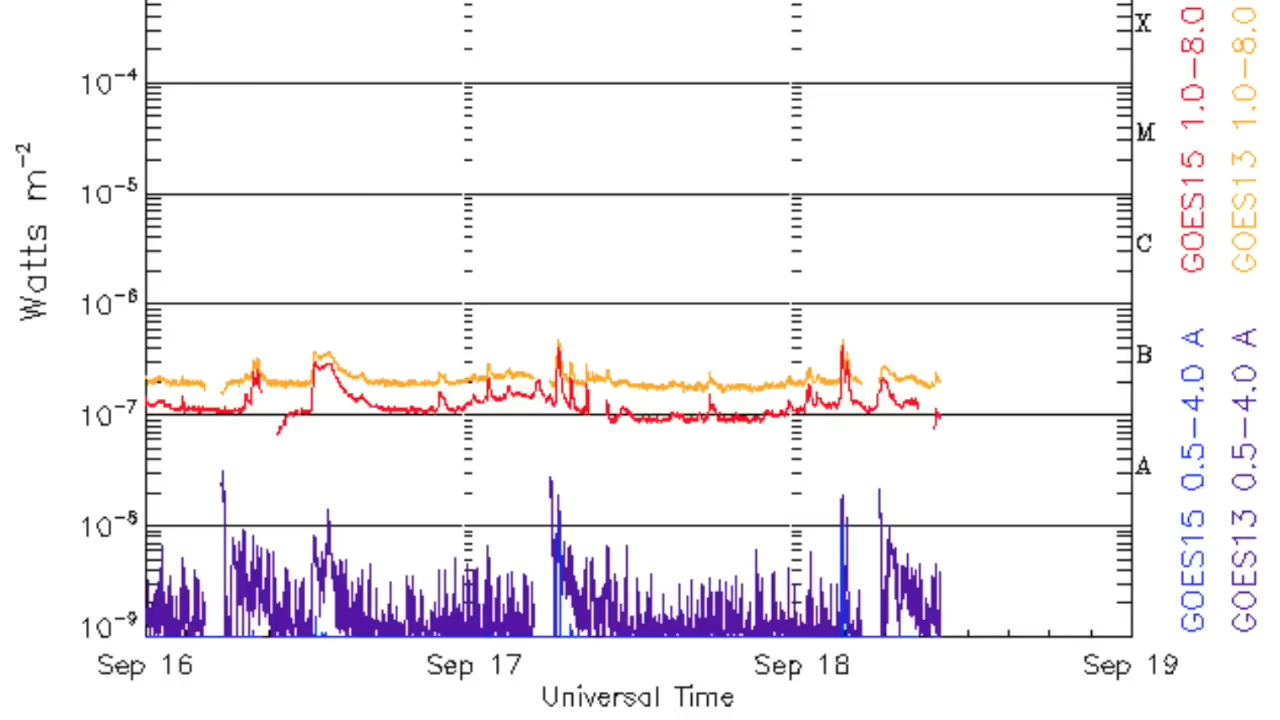 X
10⁻⁴
M
10⁻⁵
C
10⁻⁶
B
10⁻⁷
A
10⁻⁸
10⁻⁹
Watts m⁻²
Sep 16 Sep 17 Sep 18 Sep 19
Universal Time
GOES15 0.5-4.0 A GOES15 1.0-8.0
GOES13 0.5-4.0 A GOES13 1.0-8.0